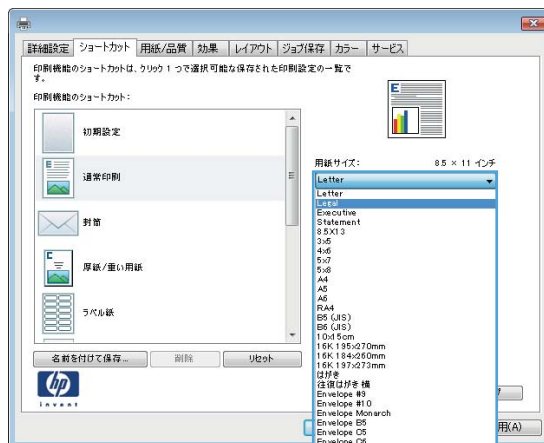 詳細設定 ショートカット 用紙/品質 効果 レイアウト ジョブ保存 カラー サービス
印刷機能のショートカットは、クリック 1 つで選択可能な保存された印刷設定の一覧で
す。
印刷機能のショートカット:
初期設定
通常印刷
封筒
厚紙/重い用紙
ラベル紙
名前を付けて保存... 削除 リセット
hp
invent
E
用紙サイズ: 8.5 × 11 インチ
Letter
Letter
Legal
Executive
Statement
8.5X13
3x5
4x6
5x7
5x8
A4
A5
A6
RA4
B5 (JIS)
B6 (JIS)
10x15cm
16K 195x270mm
16K 184x260mm
16K 197x273mm
はがき
往復はがき 横
Envelope #9
Envelope #10
Envelope Monarch
Envelope B5
Envelope C5
Envelope C6
用(A)